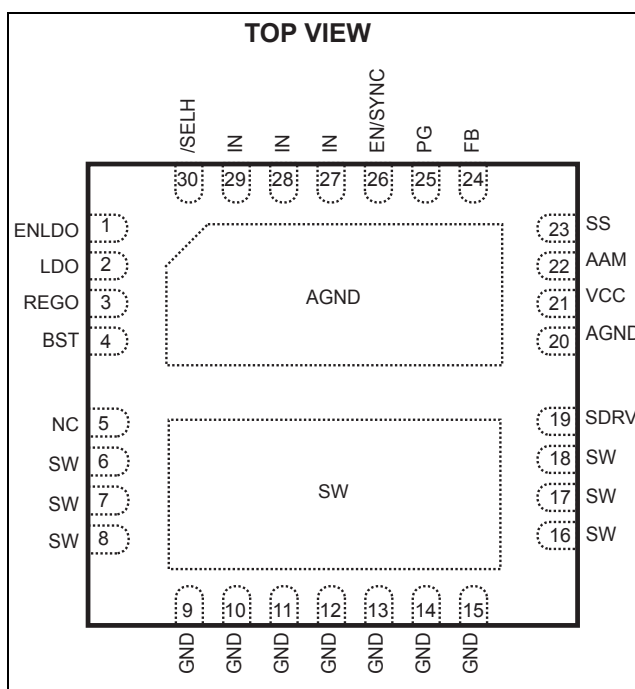 TOP VIEW
/SELH
IN
IN
IN
EN/SYNC
PG
FB
30
29
28
27
26
25
24
ENLDO
1
LDO
2
REGO
3
BST
4
NC
5
SW
6
SW
7
SW
8
AGND
SW
23
SS
22
AAM
21
VCC
20
AGND
19
SDRV
18
SW
17
SW
16
SW
9
10
11
12
13
14
15
GND
GND
GND
GND
GND
GND
GND